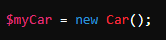 $myCar = new Car();